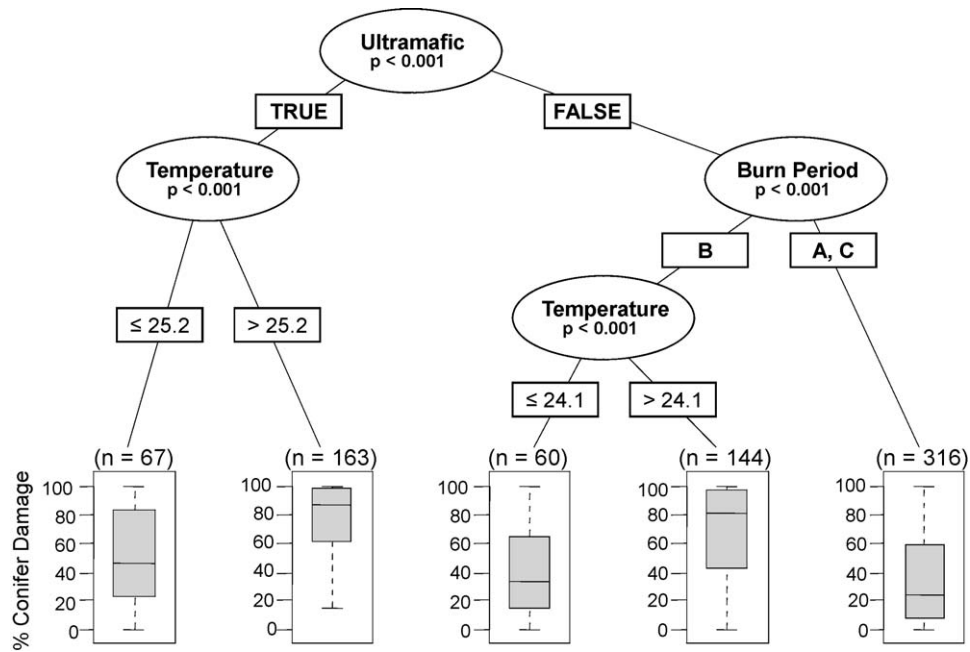 Ultramafic
p < 0.001
TRUE
FALSE
Temperature
p < 0.001
Burn Period
p < 0.001
B
A, C
Temperature
p < 0.001
≤ 25.2
> 25.2
≤ 24.1
> 24.1
(n = 67)
(n = 163)
(n = 60)
(n = 144)
(n = 316)
% Conifer Damage
100
80
60
40
20
0
100
80
60
40
20
0
100
80
60
40
20
0
100
80
60
40
20
0
100
80
60
40
20
0